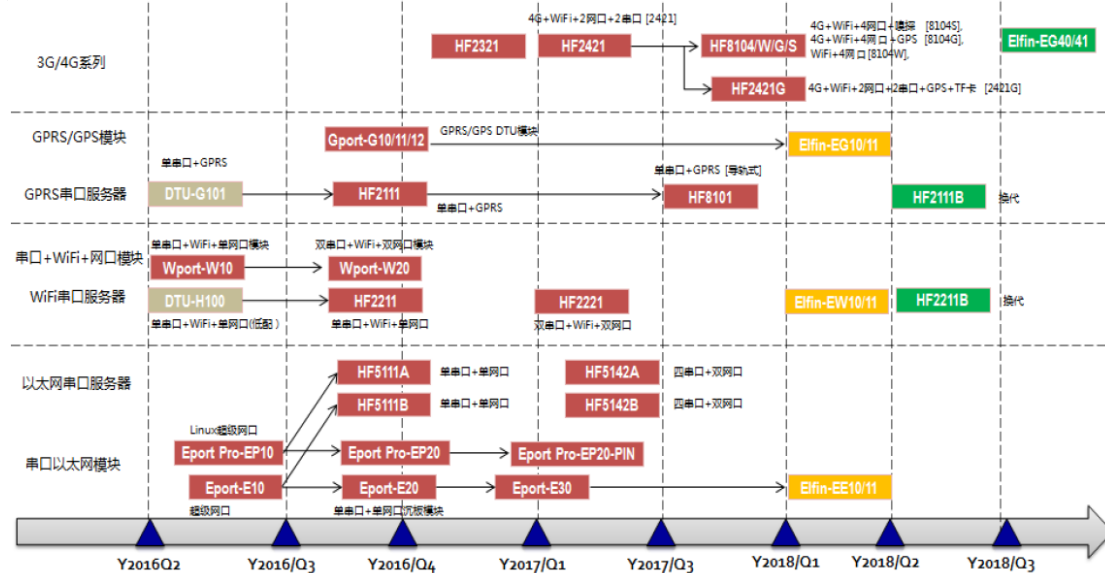 4G+WiFi+2网口+2串口 [2421]
3G/4G系列
HF2321
HF2421
HF8104/W/G/S
4G+WiFi+4网口+嗅探 [8104S],
4G+WiFi+4网口+GPS [8104G],
WiFi+4网口[8104W],
Elfin-EG40/41
HF2421G
4G+WiFi+2网口+2串口+GPS+TF卡 [2421G]
GPRS/GPS模块
Gport-G10/11/12
GPRS/GPS DTU模块
Elfin-EG10/11
单串口+GPRS
单串口+GPRS [导轨式]
GPRS串口服务器
DTU-G101
HF2111
单串口+GPRS
HF8101
HF2111B
换代
单串口+WiFi+单网口模块
双串口+WiFi+双网口模块
串口+WiFi+网口模块
Wport-W10
Wport-W20
WiFi串口服务器
DTU-H100
HF2211
HF2221
Elfin-EW10/11
HF2211B
换代
单串口+WiFi+单网口(低配)
单串口+WiFi+单网口
双串口+WiFi+双网口
以太网串口服务器
HF5111A
单串口+单网口
HF5142A
四串口+双网口
HF5111B
单串口+单网口
HF5142B
四串口+双网口
Linux超级网口
串口以太网模块
Eport Pro-EP10
Eport Pro-EP20
Eport Pro-EP20-PIN
Eport-E10
Eport-E20
Eport-E30
Elfin-EE10/11
超级网口
单串口+单网口沉板模块
Y2016Q2
Y2016/Q3
Y2016/Q4
Y2017/Q1
Y2017/Q3
Y2018/Q1
Y2018/Q2
Y2018/Q3